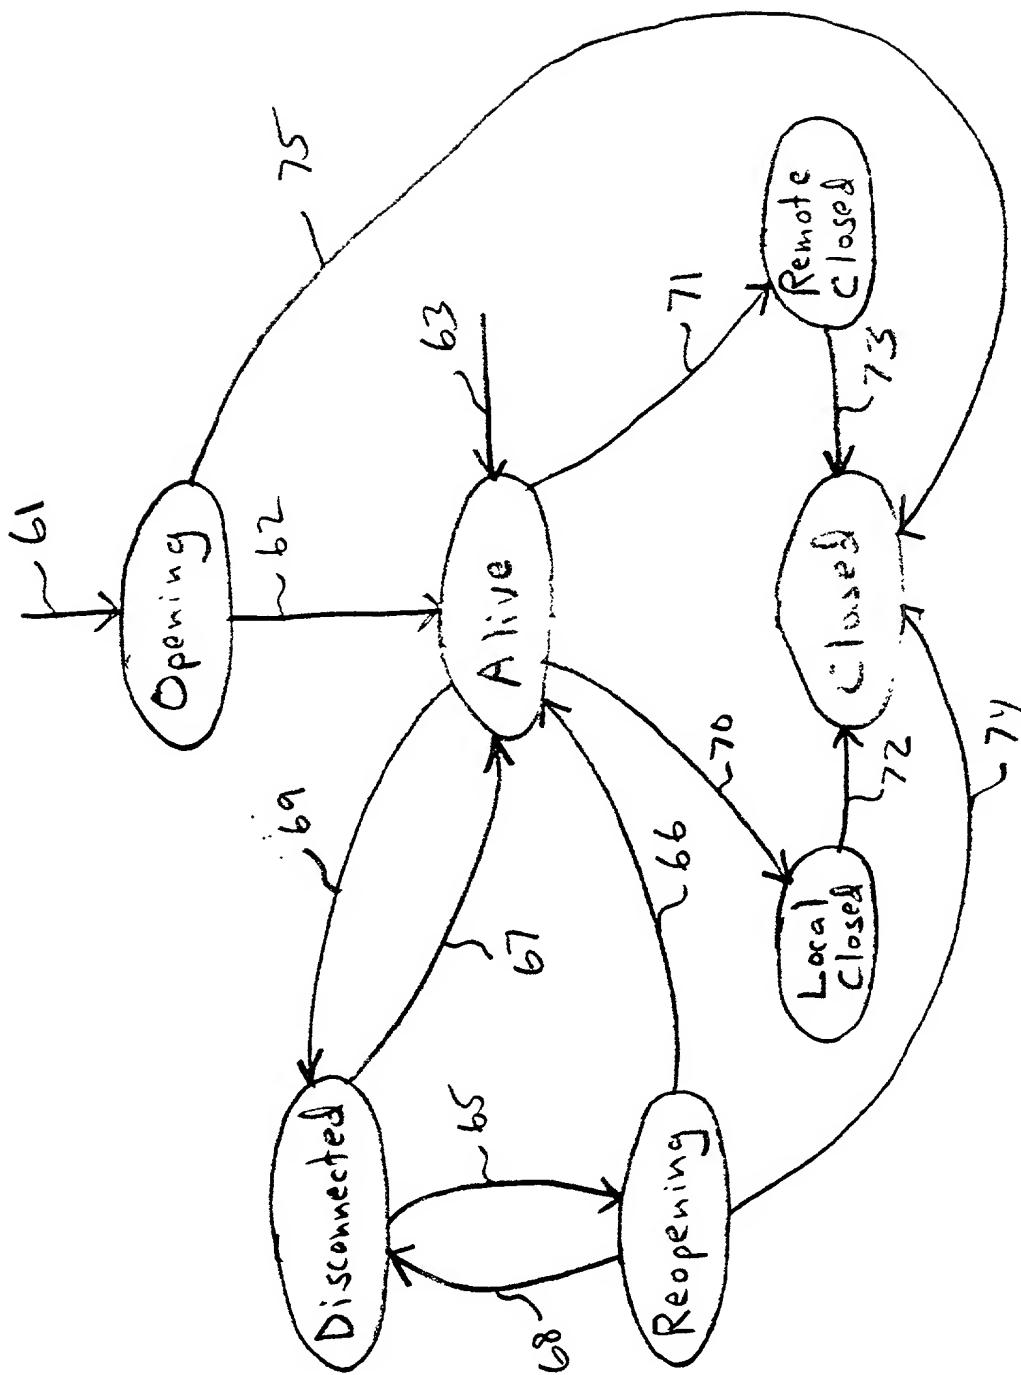 61
Opening
75
62
63
Alive
69
67
Disconnected
65
68
66
Reopening
70
71
Remote
Closed
73
Closed
72
Local
Closed
74